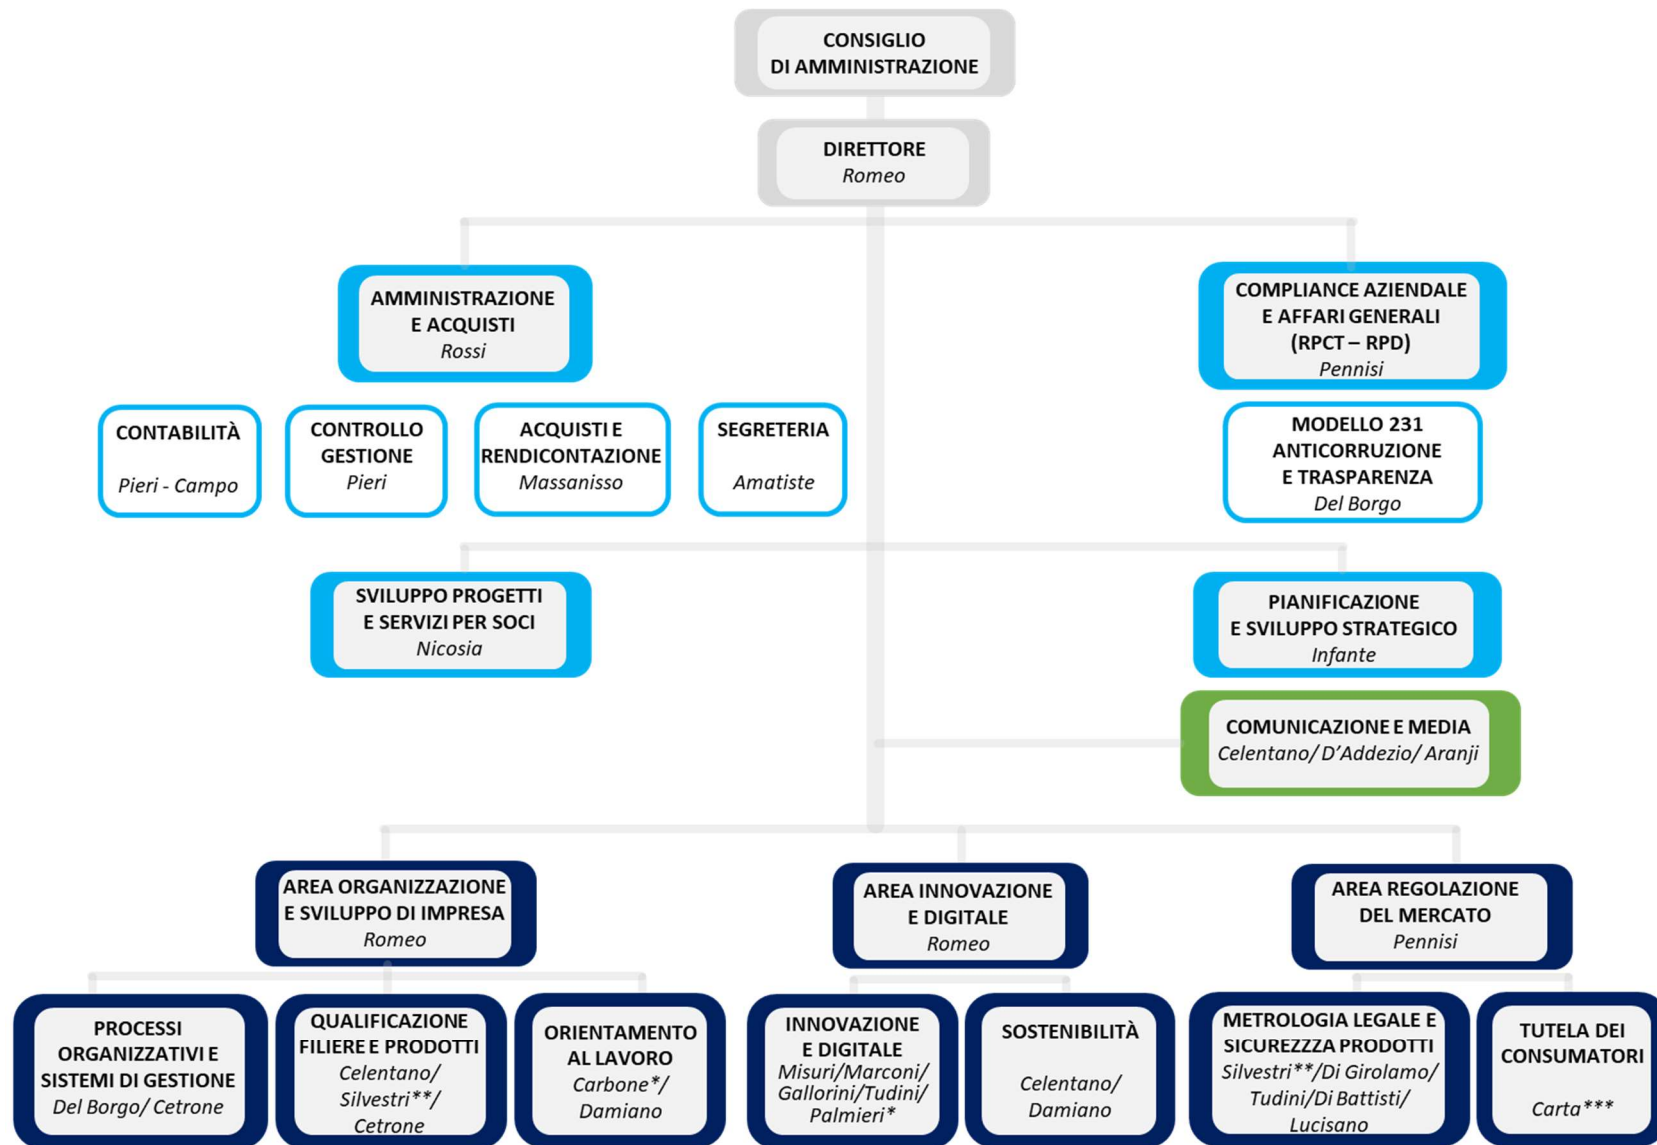 CONSIGLIO
DI AMMINISTRAZIONE
DIRETTORE
Romeo
AMMINISTRAZIONE
E ACQUISTI
Rossi
COMPLIANCE AZIENDALE
E AFFARI GENERALI
(RPCT – RPD)
Pennisi
CONTABILITÀ
Pieri - Campo
CONTROLLO
GESTIONE
Pieri
ACQUISTI E
RENDICONTAZIONE
Massanisso
SEGRETERIA
Amatiste
MODELLO 231
ANTICORRUZIONE
E TRASPARENZA
Del Borgo
SVILUPPO PROGETTI
E SERVIZI PER SOCI
Nicosia
PIANIFICAZIONE
E SVILUPPO STRATEGICO
Infante
COMUNICAZIONE E MEDIA
Celentano/ D'Addezio/ Aranji
AREA ORGANIZZAZIONE
E SVILUPPO DI IMPRESA
Romeo
AREA INNOVAZIONE
E DIGITALE
Romeo
AREA REGOLAZIONE
DEL MERCATO
Pennisi
PROCESSI
ORGANIZZATIVI E
SISTEMI DI GESTIONE
Del Borgo/ Cetrone
QUALIFICAZIONE
FILIERE E PRODOTTI
Celentano/
Silvestri**/
Cetrone
ORIENTAMENTO
AL LAVORO
Carbone*/
Damiano
INNOVAZIONE
E DIGITALE
Misuri/Marconi/
Gallorini/Tudini/
Palmieri*
SOSTENIBILITÀ
Celentano/
Damiano
METROLOGIA LEGALE E
SICUREZZZA PRODOTTI
Silvestri**/Di Girolamo/
Tudini/Di Battisti/
Lucisano
TUTELA DEI
CONSUMATORI
Carta***